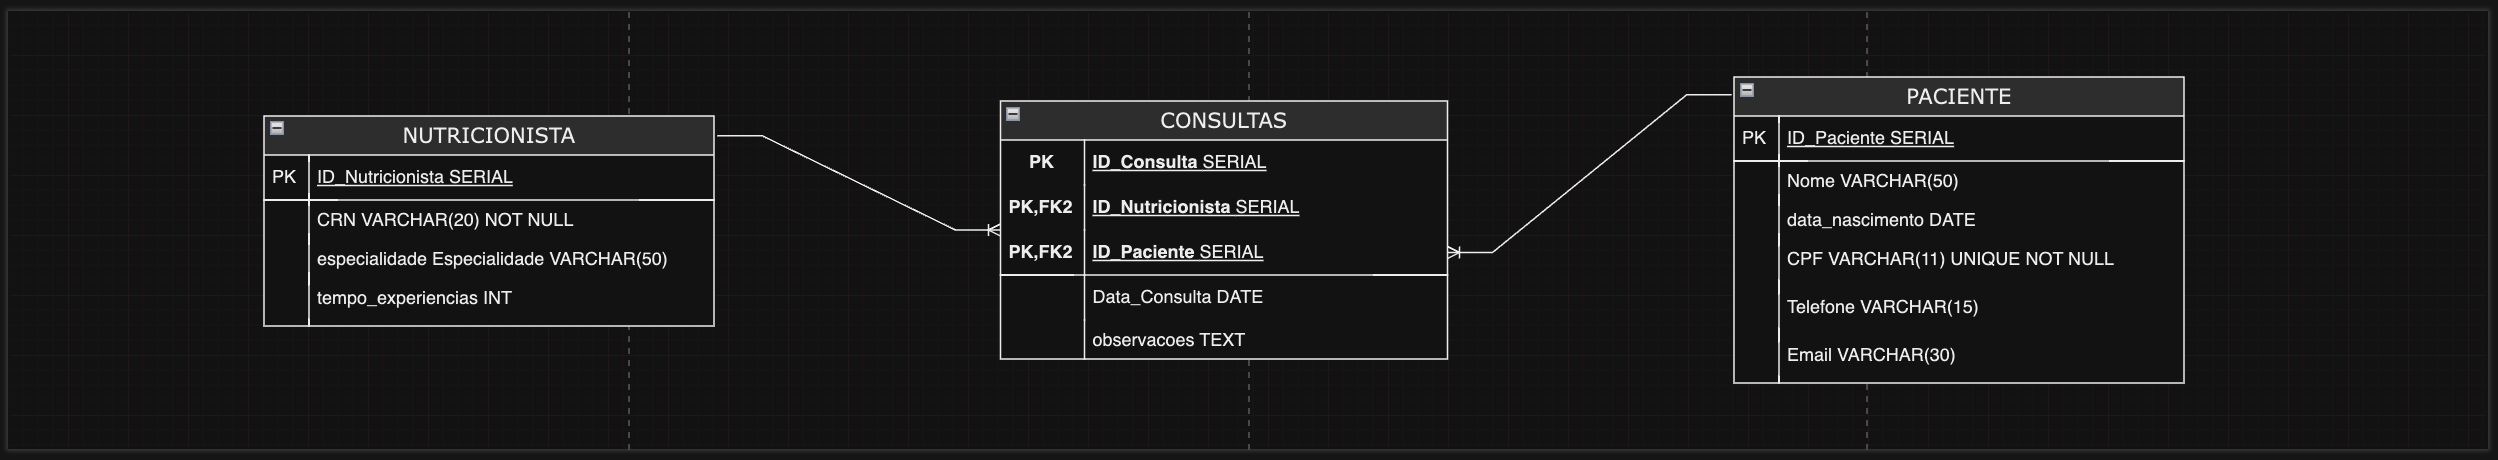 NUTRICIONISTA
PK ID_Nutricionista SERIAL
CRN VARCHAR(20) NOT NULL
especialidade Especialidade VARCHAR(50)
tempo_experiencias INT
CONSULTAS
PK ID_Consulta SERIAL
PK,FK2 ID_Nutricionista SERIAL
PK,FK2 ID_Paciente SERIAL
Data_Consulta DATE
observacoes TEXT
PACIENTE
PK ID_Paciente SERIAL
Nome VARCHAR(50)
data_nascimento DATE
CPF VARCHAR(11) UNIQUE NOT NULL
Telefone VARCHAR(15)
Email VARCHAR(30)